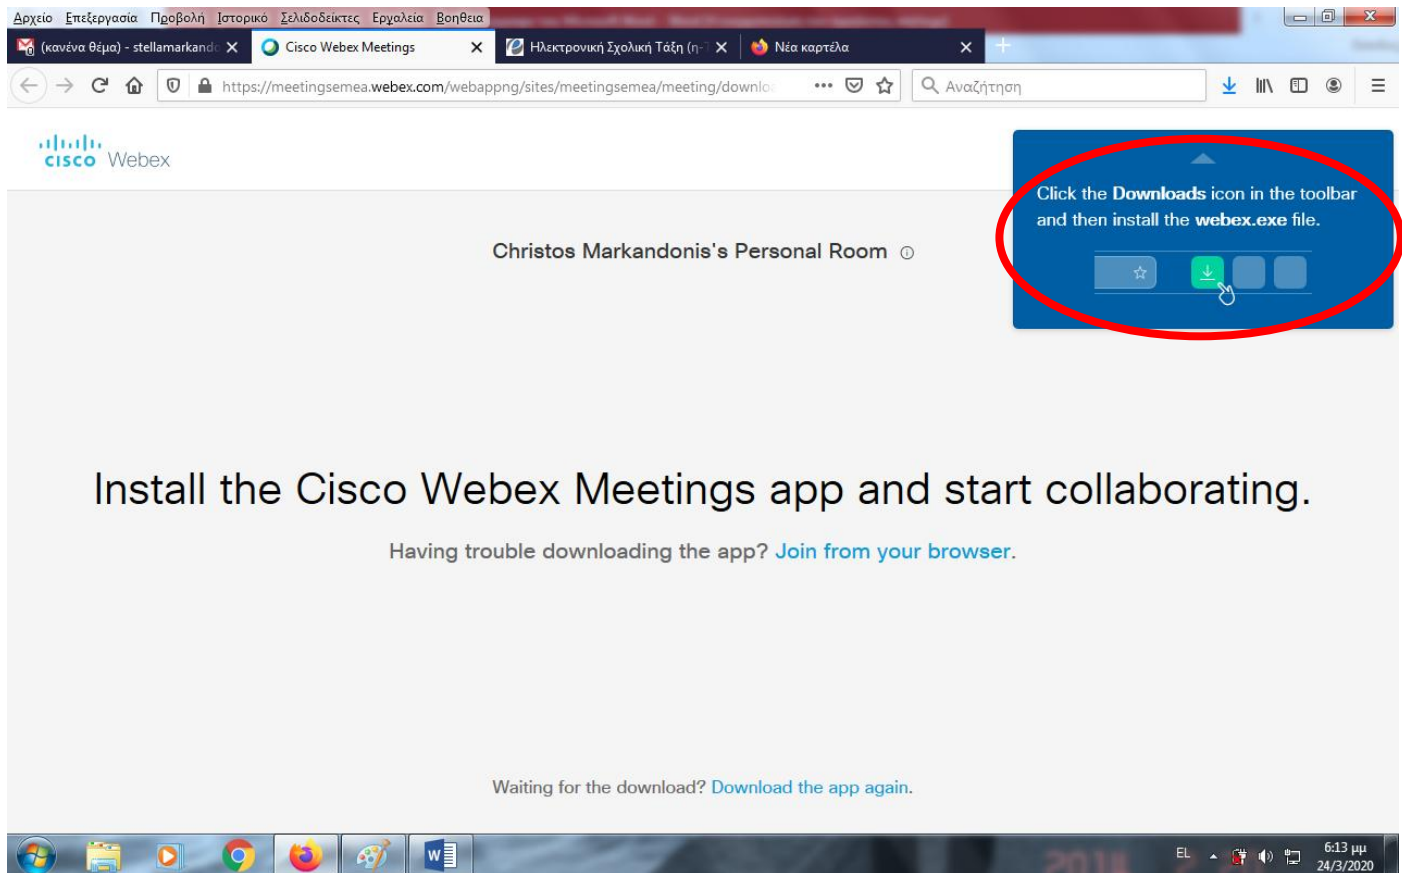 Αρχείο Επεξεργασία Προβολή Ιστορικό Σελιδοδείκτες Εργαλεία Βοηθεια
(κανένα θέμα) - stellamarkando
Cisco Webex Meetings
Ηλεκτρονική Σχολική Τάξη (η-Τ
Νέα καρτέλα
https://meetingsemea.webex.com/webappng/sites/meetingsemea/meeting/downlo
Αναζήτηση
cisco Webex
Click the Downloads icon in the toolbar
and then install the webex.exe file.
Christos Markandonis's Personal Room
Install the Cisco Webex Meetings app and start collaborating.
Having trouble downloading the app? Join from your browser.
Waiting for the download? Download the app again.
EL
6:13 μμ
24/3/2020